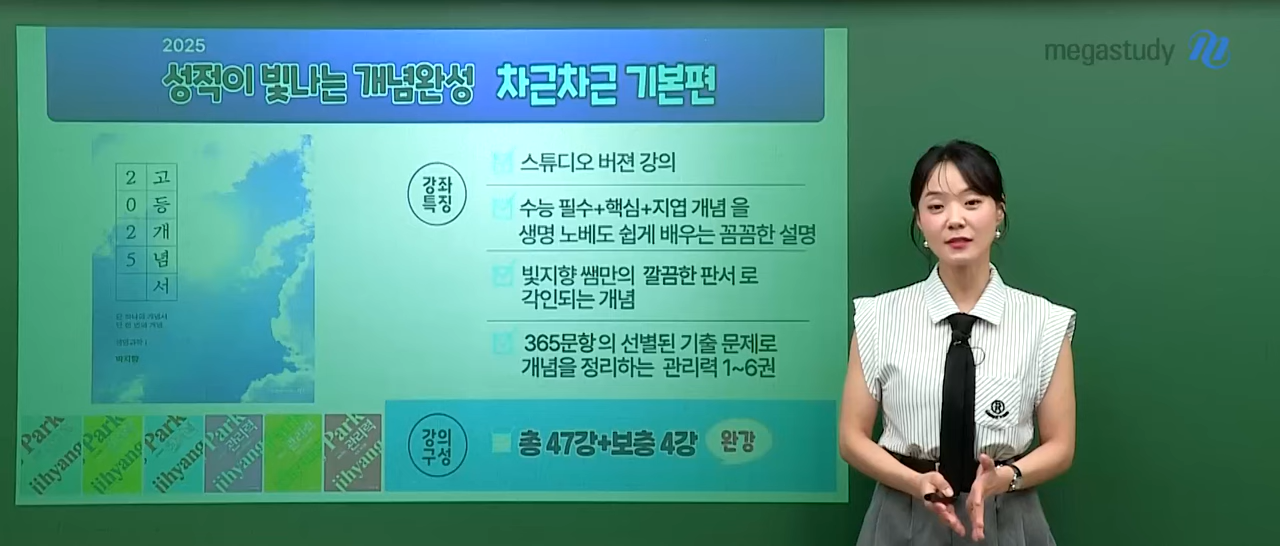 megastudy
2025
성적이 빛나는 개념완성 차근차근 기본편
2 고
0 등
2 개
5 념
서
박지향
강좌
특징
스튜디오 버젼 강의
수능 필수+핵심+지엽 개념 을
생명 노베도 쉽게 배우는 꼼꼼한 설명
빛지향 쌤만의 깔끔한 판서 로
각인되는 개념
365문항 의 선별된 기출 문제로
개념을 정리하는 관리력 1~6권
Park
jihyang
Park
jihyang
Park
jihyang
Park
관리력
jihyang
Park
관리력
jihyang
Park
관리력
jihyang
강의
구성
총 47강+보충 4강
완강